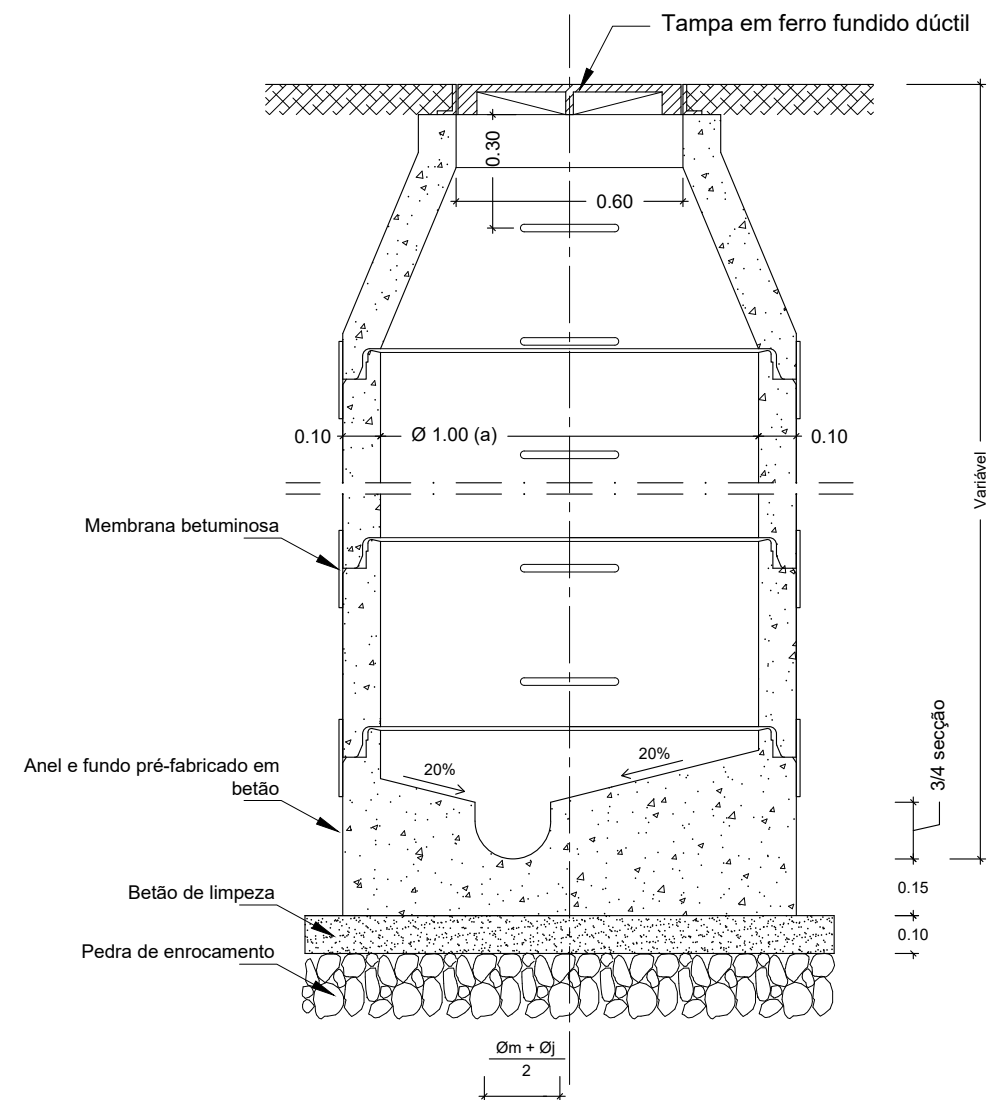 Tampa em ferro fundido dúctil
0.30
0.60
0.10
Ø 1.00 (a)
0.10
Variável
Membrana betuminosa
3/4 secção
20%
20%
Anel e fundo pré-fabricado em
betão
Betão de limpeza
0.15
0.10
Pedra de enrocamento
Øm + Øj
2